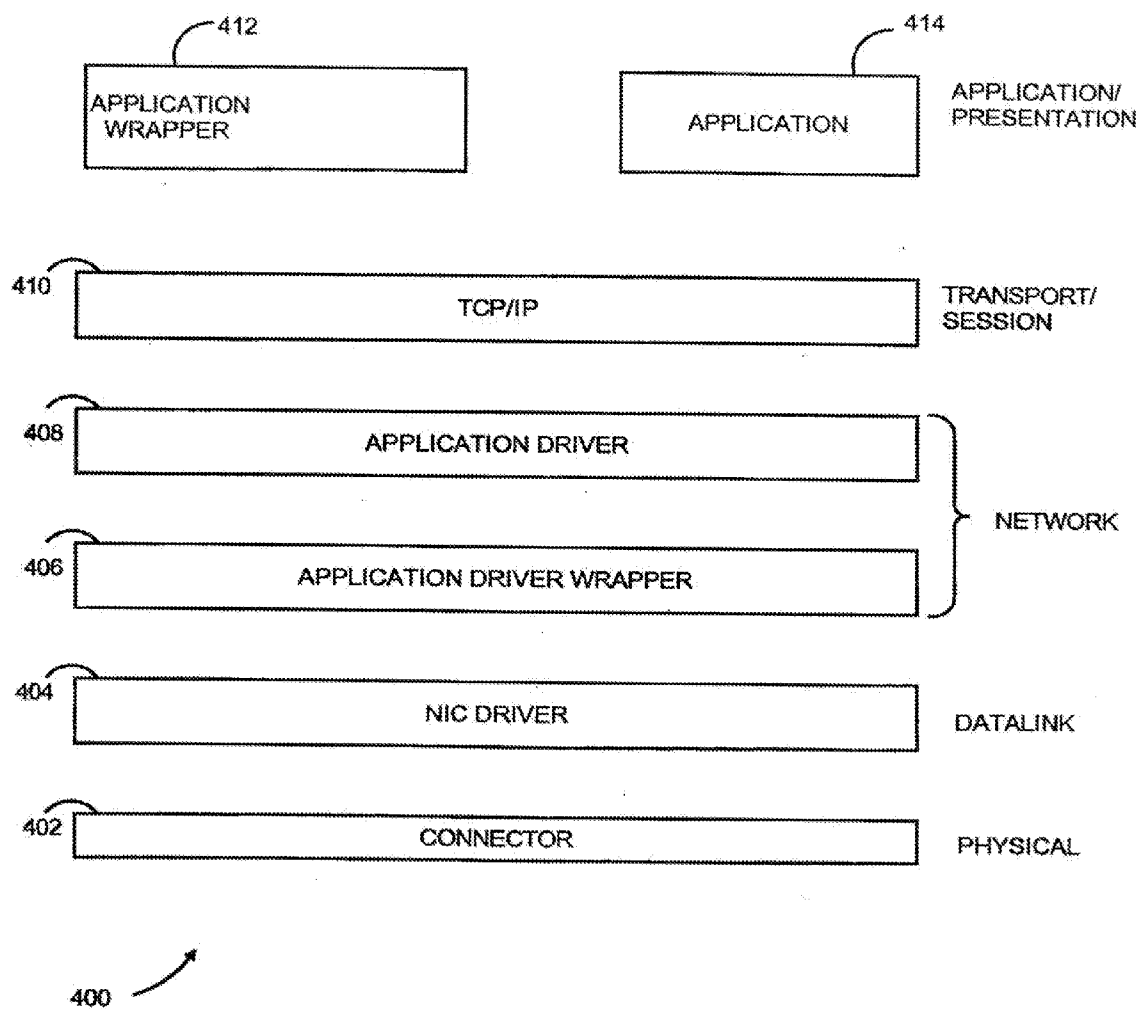 412
414
APPLICATION
WRAPPER
APPLICATION
APPLICATION/
PRESENTATION
410
TCP/IP
TRANSPORT/
SESSION
408
APPLICATION DRIVER
NETWORK
406
APPLICATION DRIVER WRAPPER
404
NIC DRIVER
DATALINK
402
CONNECTOR
PHYSICAL
400